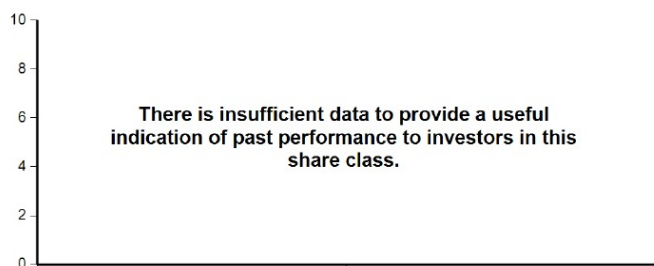 10
8
There is insufficient data to provide a useful
6
indication of past performance to investors in this
share class.
4
2
0